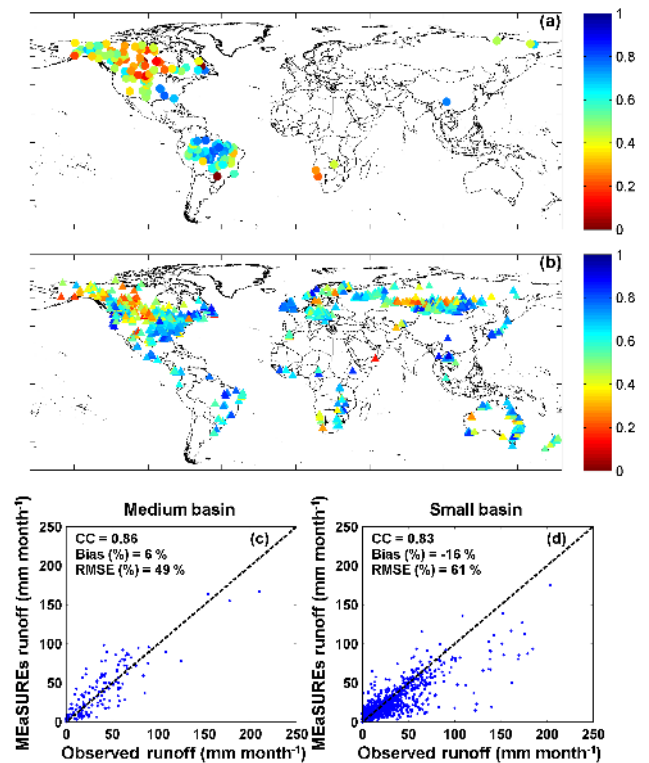 (a)
1
0.8
0.6
0.4
0.2
0
(b)
1
0.8
0.6
0.4
0.2
0
Medium basin
MEaSUREs runoff (mm month-1)
250
200
150
100
50
0
CC = 0.86
Bias (%) = 6 %
RMSE (%) = 49 %
(c)
0 50 100 150 200 250
Observed runoff (mm month-1)
Small basin
MEaSUREs runoff (mm month-1)
250
200
150
100
50
0
CC = 0.83
Bias (%) = -16 %
RMSE (%) = 61 %
(d)
0 50 100 150 200 250
Observed runoff (mm month-1)